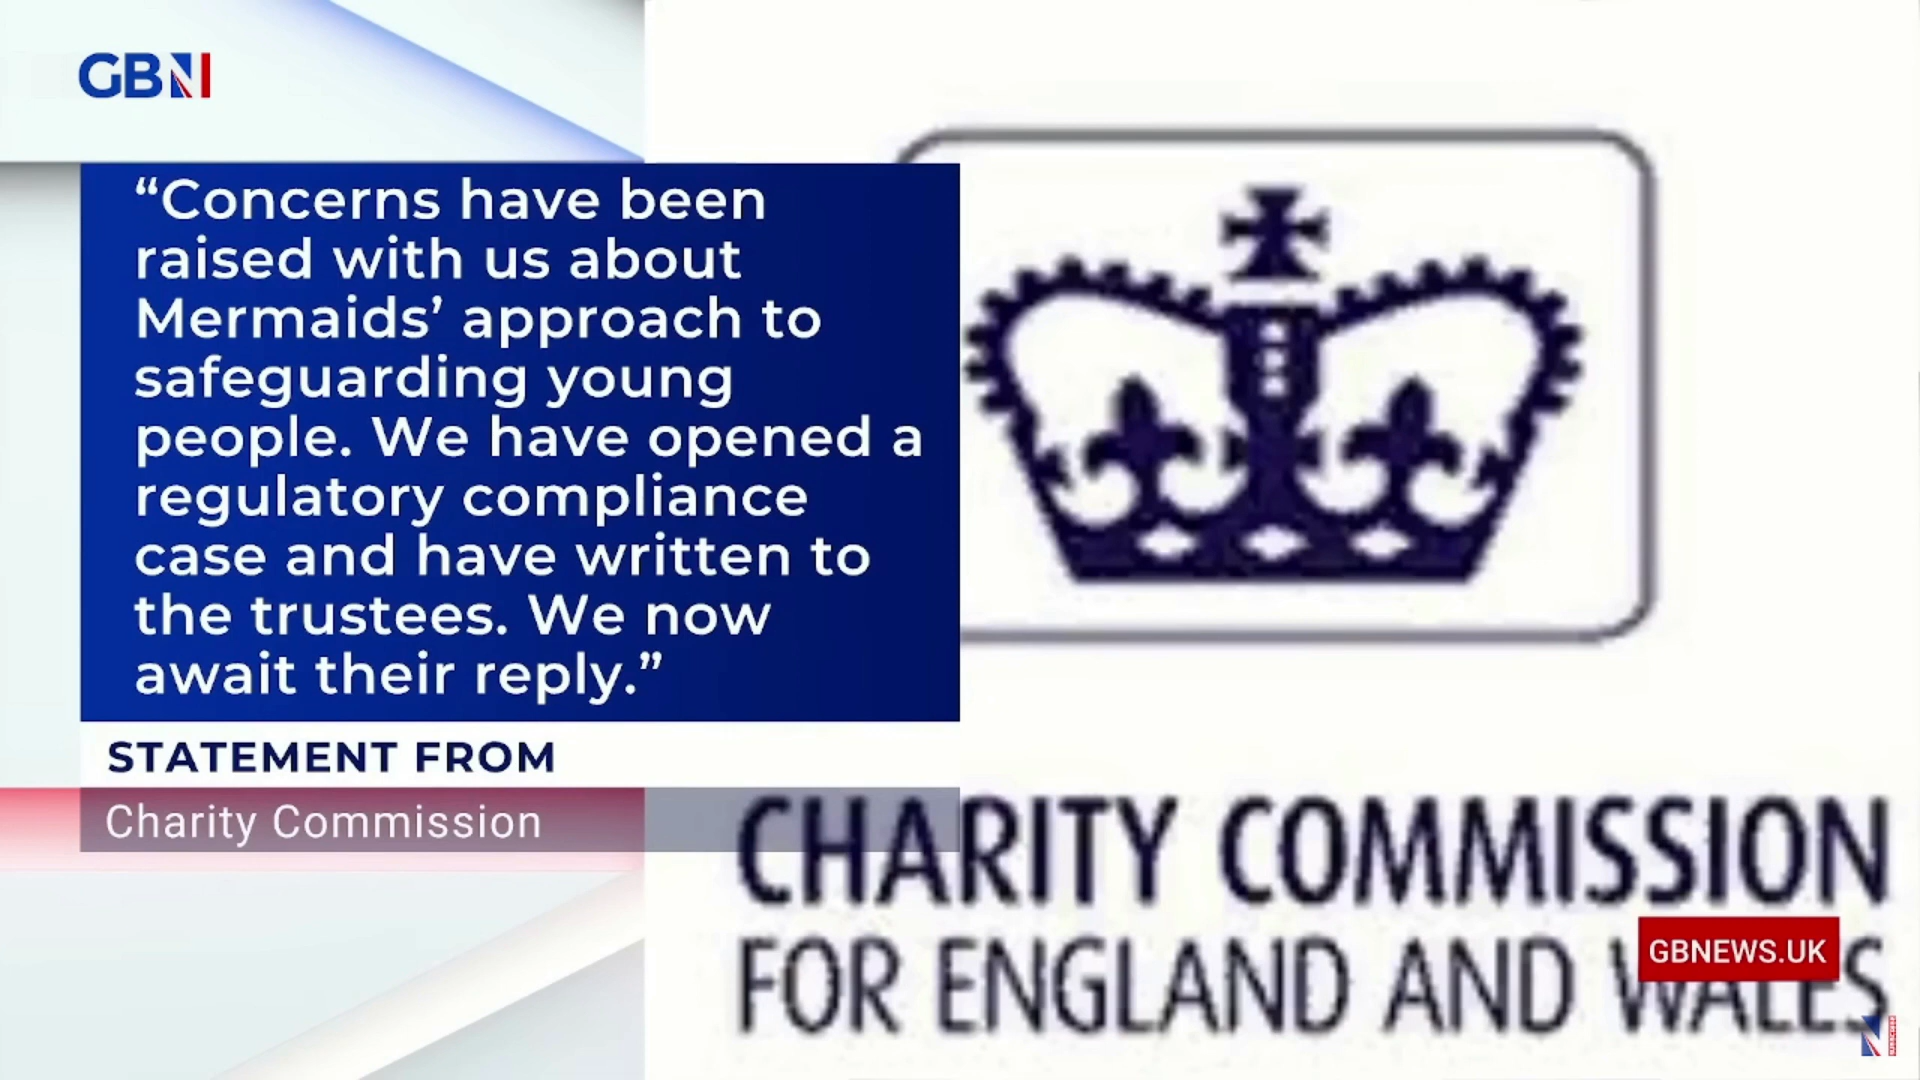 GBN
“Concerns have been
raised with us about
Mermaids’ approach to
safeguarding young
people. We have opened a
regulatory compliance
case and have written to
the trustees. We now
await their reply.”
STATEMENT FROM
Charity Commission
CHARITY COMMISSION
FOR ENGLAND AND WALES
GBNEWS.UK